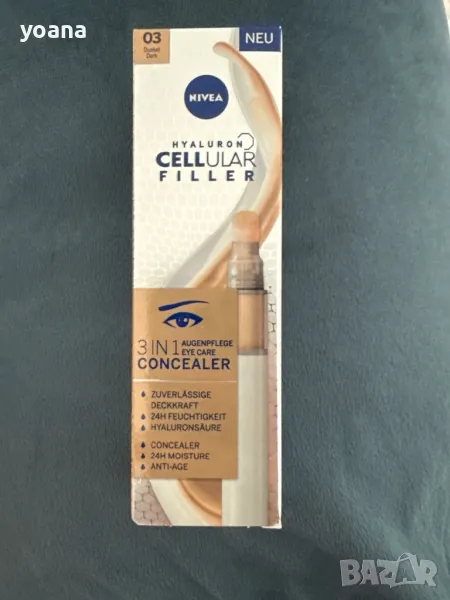 yoana
03
Dunkel
Dark
NEU
NIVEA
HYALURON
CELLULAR
FILLER
3 IN 1 AUGENPFLEGE
EYE CARE
CONCEALER
ZUVERLÄSSIGE
DECKKRAFT
24H FEUCHTIGKEIT
HYALURONSÄURE
CONCEALER
24H MOISTURE
ANTI-AGE
BAZAR